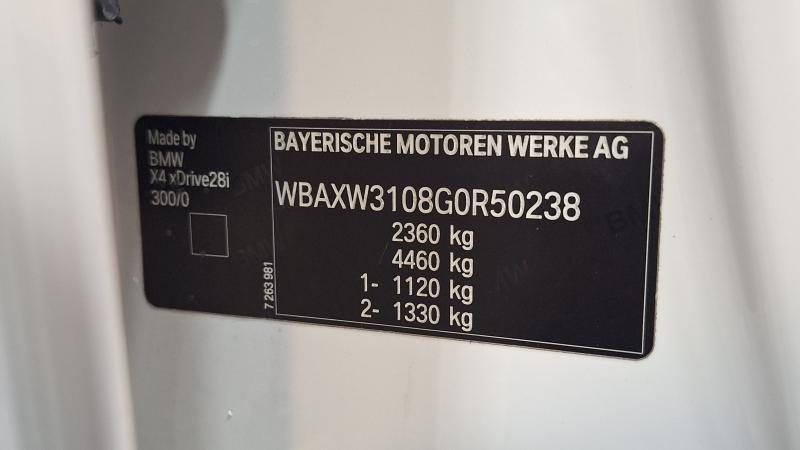 Made by
BMW
X4 xDrive28i
300/0
7 263 981
BAYERISCHE MOTOREN WERKE AG
WBAXW3108G0R50238
2360 kg
4460 kg
1- 1120 kg
2- 1330 kg